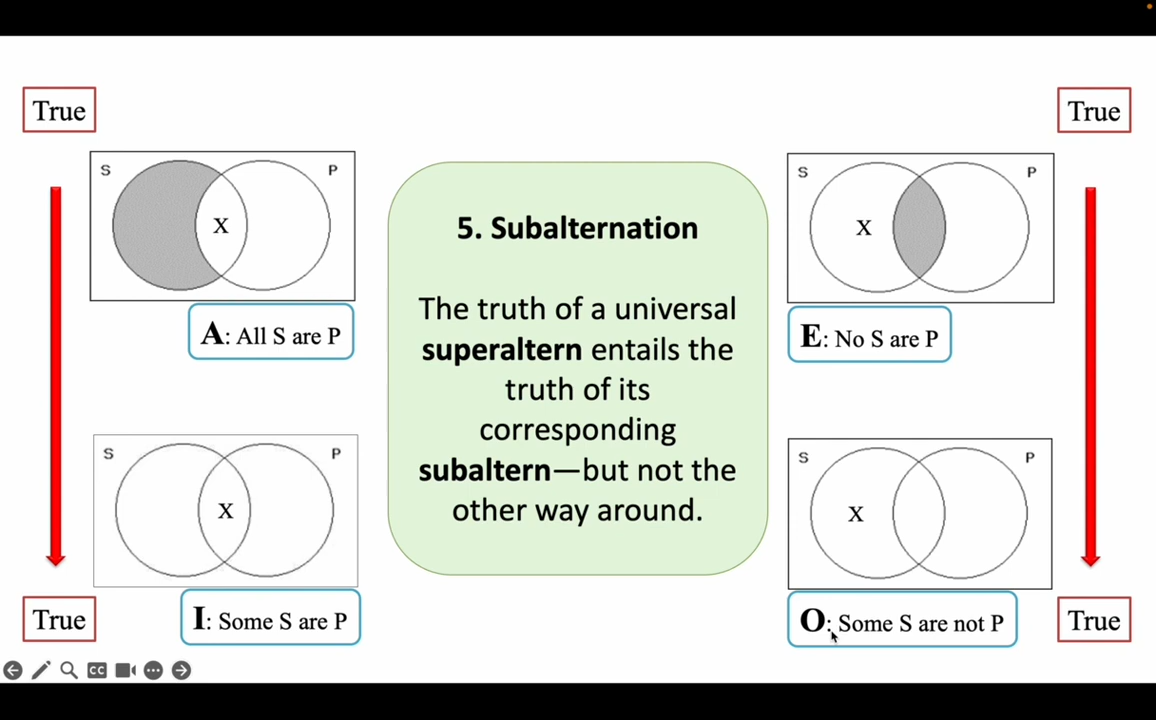 True
True
S
P
X
S
P
X
A: All S are P
E: No S are P
5. Subalternation
The truth of a universal
superaltern entails the
truth of its
corresponding
subaltern—but not the
other way around.
S
P
X
S
P
X
True
I: Some S are P
O: Some S are not P
True
CC